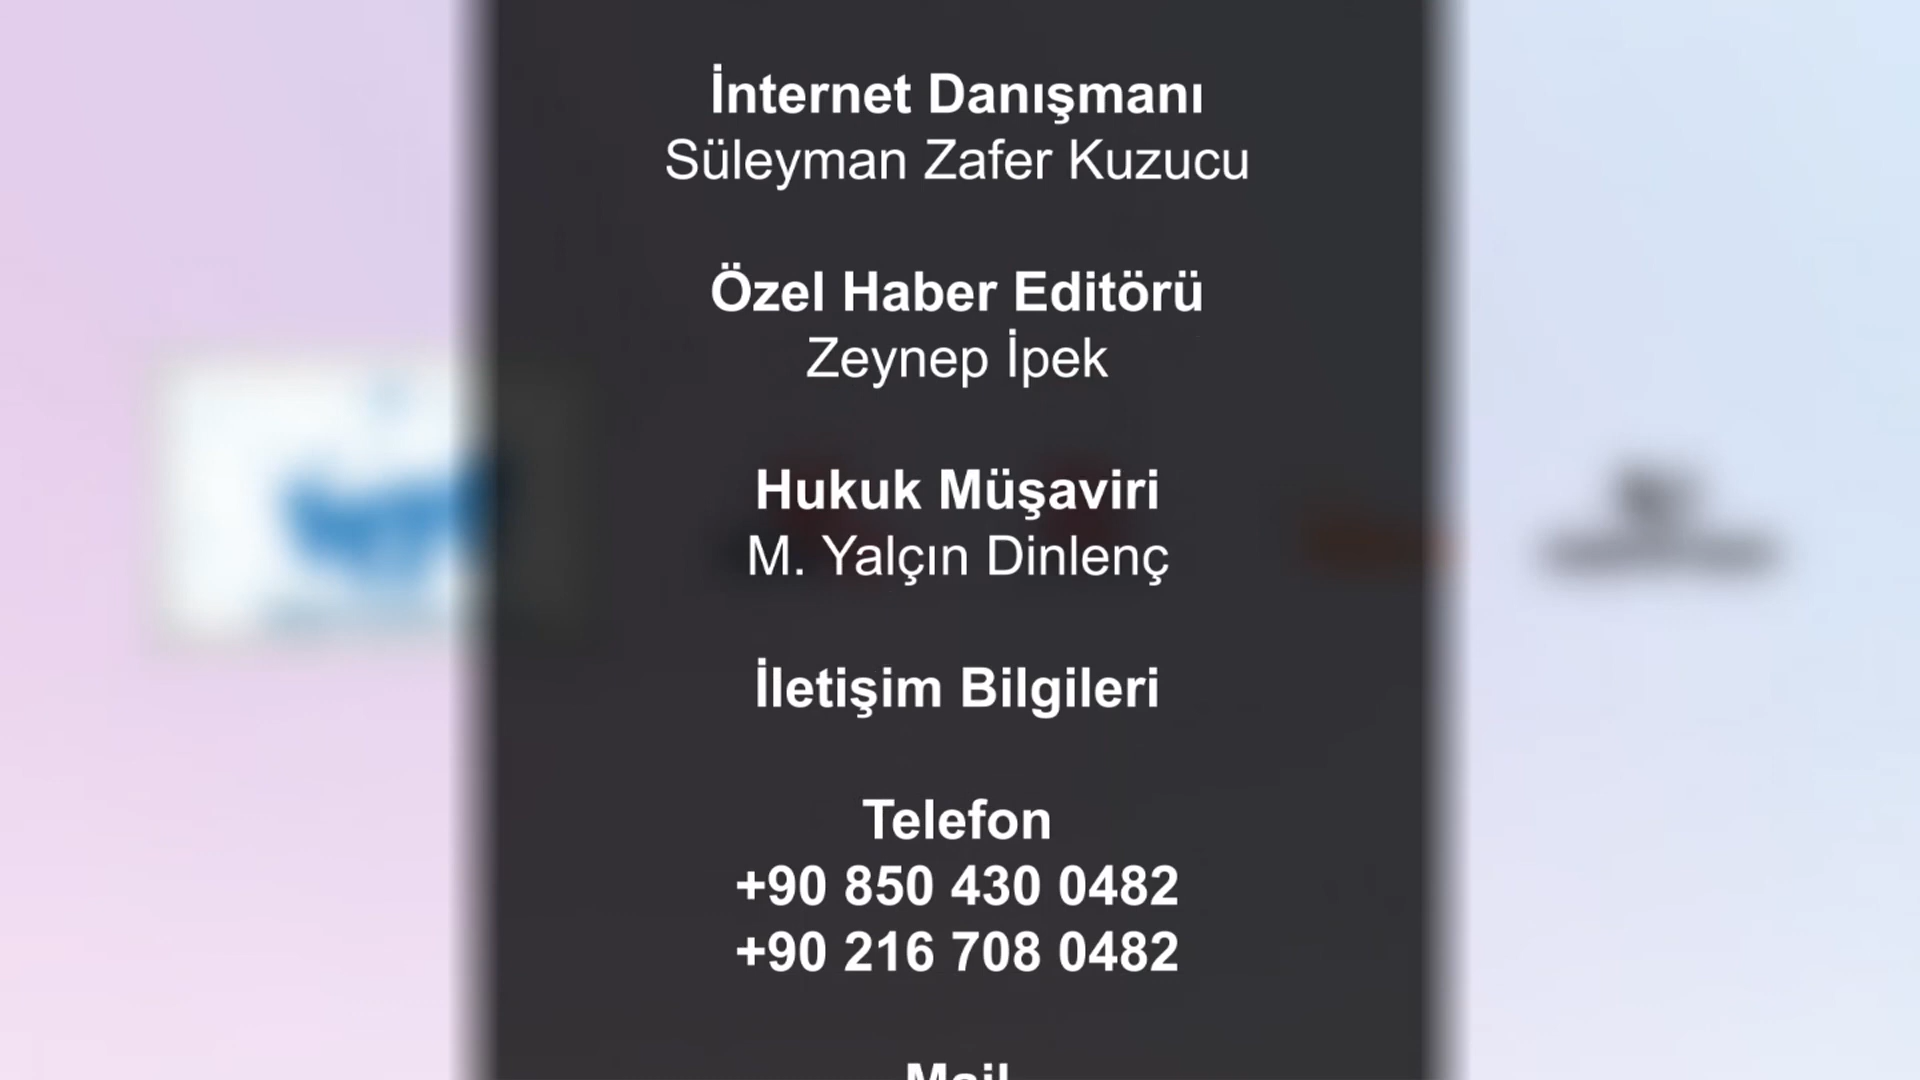 İnternet Danışmanı
Süleyman Zafer Kuzucu
Özel Haber Editörü
Zeynep İpek
Hukuk Müşaviri
M. Yalçın Dinlenç
İletişim Bilgileri
Telefon
+90 850 430 0482
+90 216 708 0482
Mail